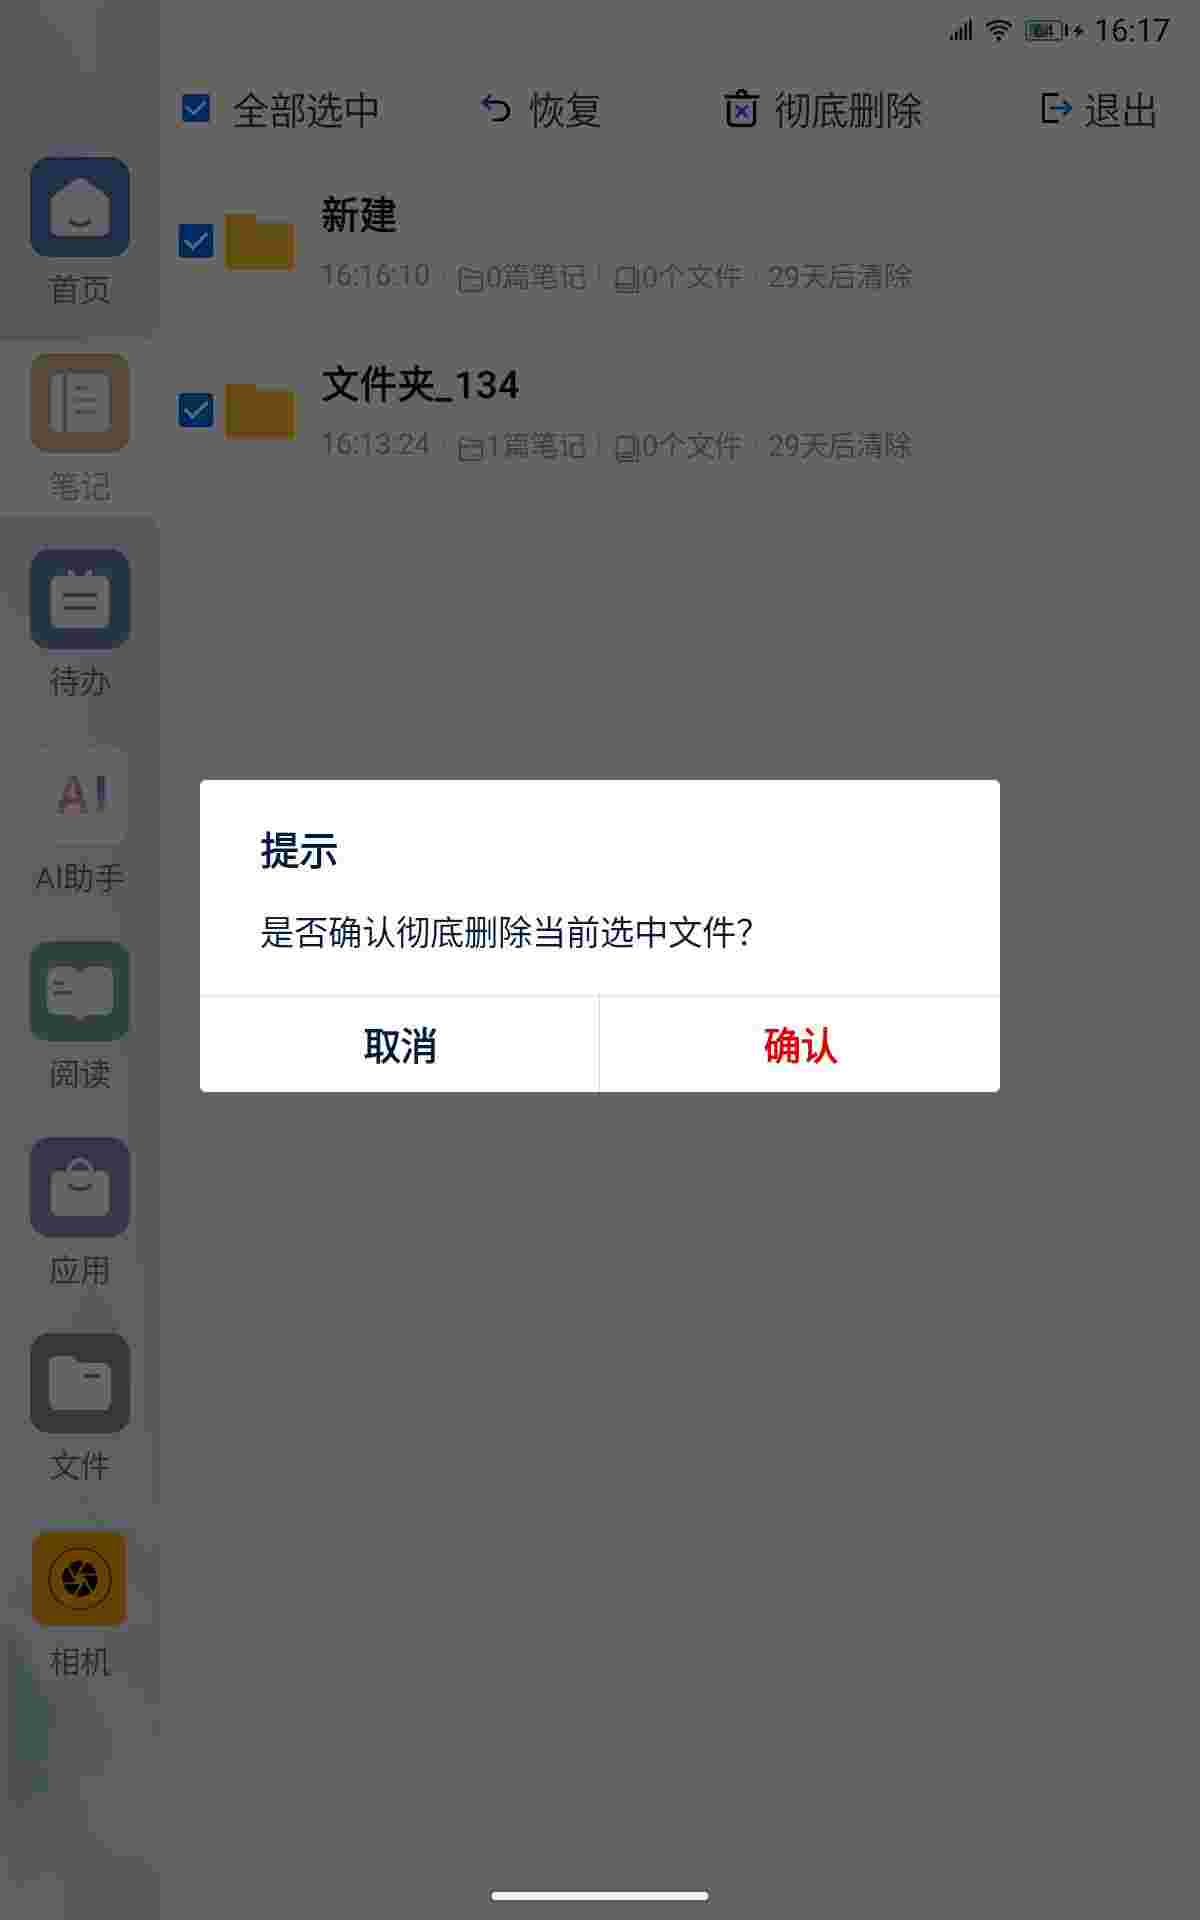 16:17
全部选中 恢复 彻底删除 退出
新建
16:16:10 0篇笔记 0个文件 29天后清除
文件夹_134
16:13:24 1篇笔记 0个文件 29天后清除
首页
笔记
待办
AI
AI助手
阅读
应用
文件
相机
提示
是否确认彻底删除当前选中文件?
取消 确认